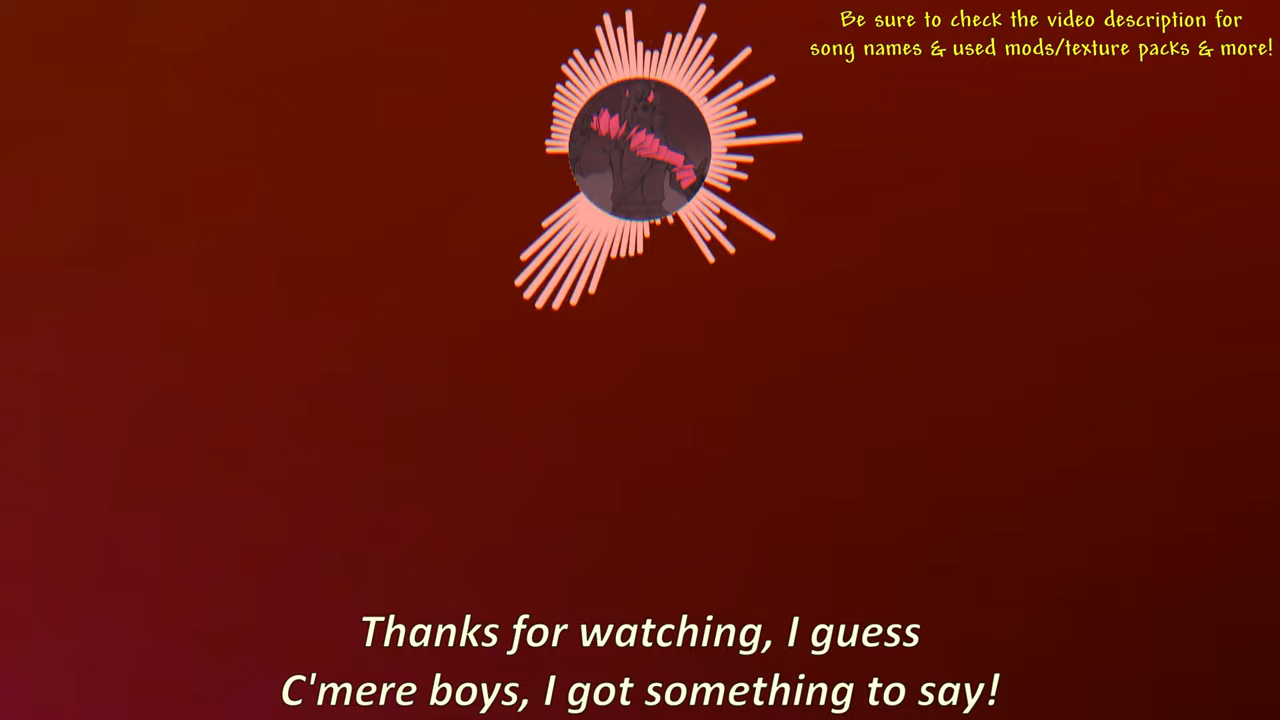 Be sure to check the video description for
song names & used mods/texture packs & more!
Thanks for watching, I guess
C'mere boys, I got something to say!